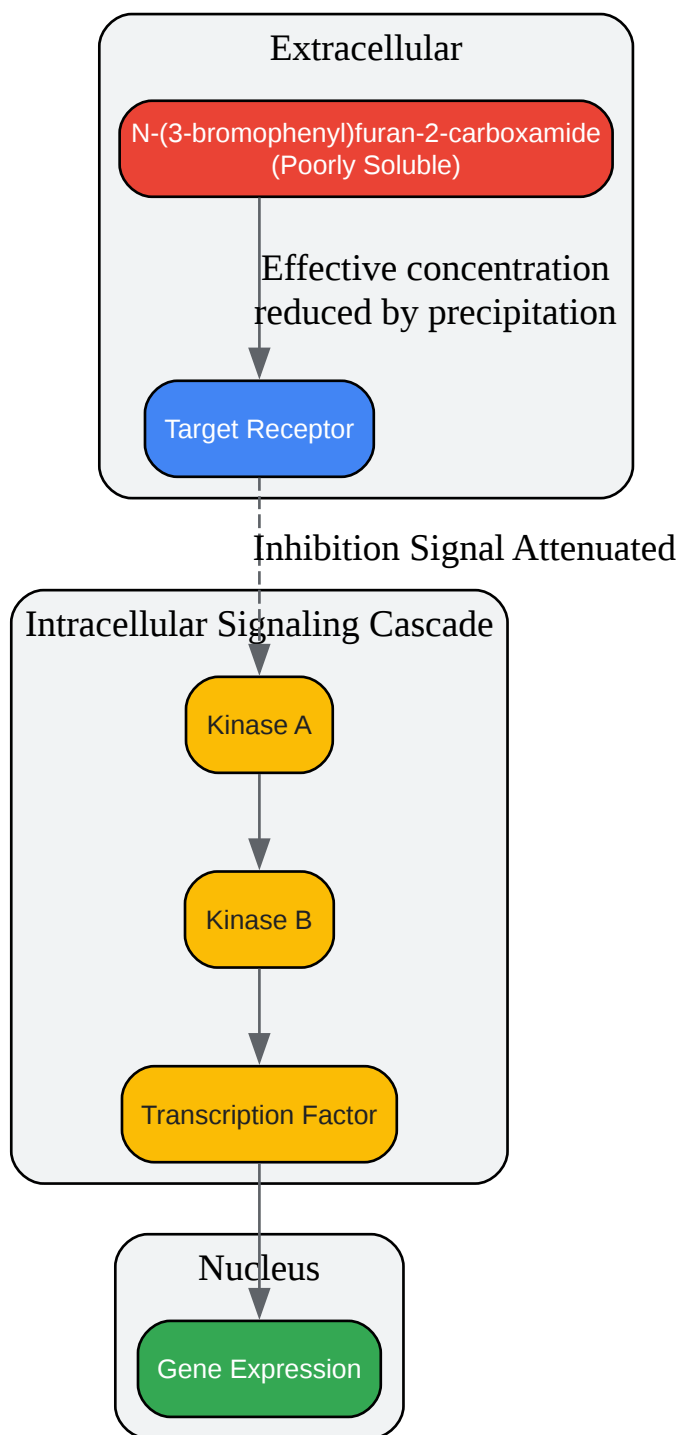 Extracellular
N-(3-bromophenyl)furan-2-carboxamide
(Poorly Soluble)
Effective concentration
reduced by precipitation
Target Receptor
Inhibition Signal Attenuated
Intracellular Signaling Cascade
Kinase A
Kinase B
Transcription Factor
Nucleus
Gene Expression